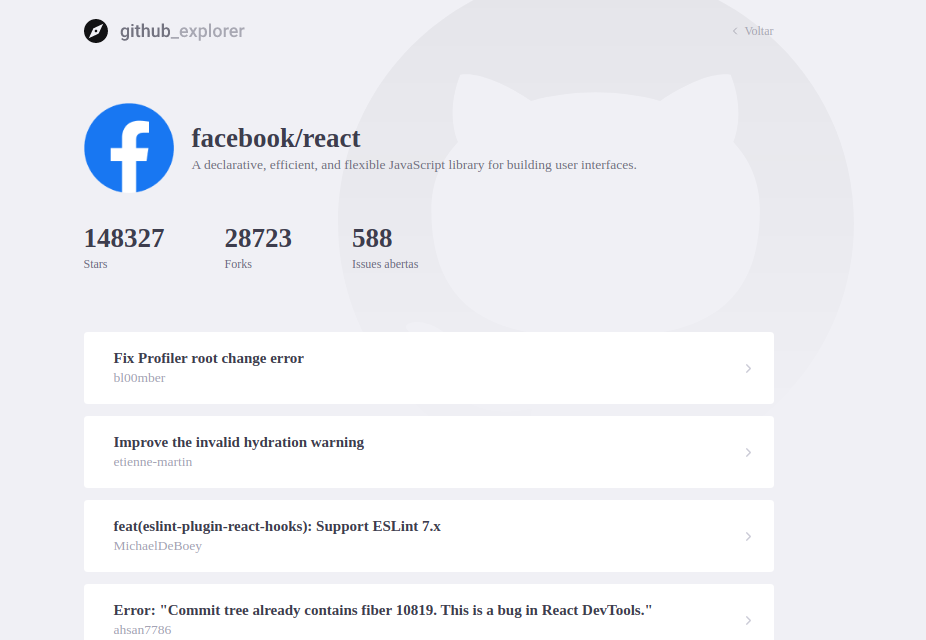 github_explorer
Voltar
facebook/react
A declarative, efficient, and flexible JavaScript library for building user interfaces.
148327 28723 588
Stars Forks Issues abertas
Fix Profiler root change error
bl00mber
Improve the invalid hydration warning
etienne-martin
feat(eslint-plugin-react-hooks): Support ESLint 7.x
MichaelDeBoey
Error: "Commit tree already contains fiber 10819. This is a bug in React DevTools."
ahsan7786